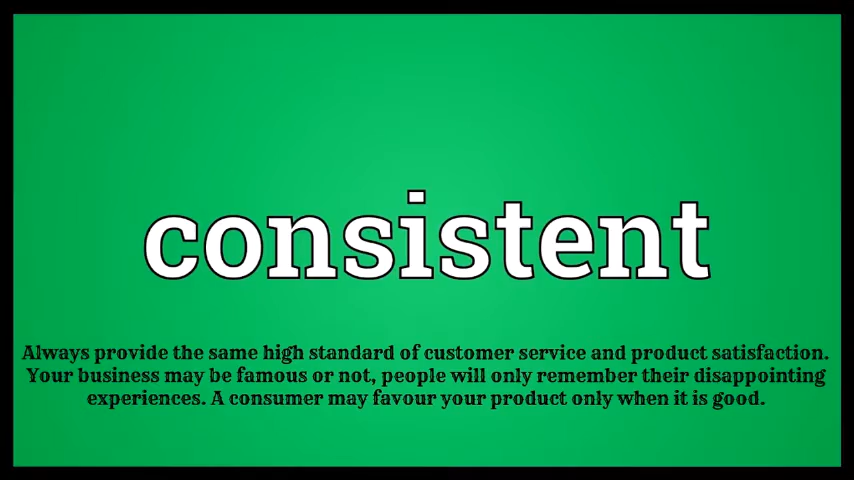 consistent
Always provide the same high standard of customer service and product satisfaction.
Your business may be famous or not, people will only remember their disappointing
experiences. A consumer may favour your product only when it is good.